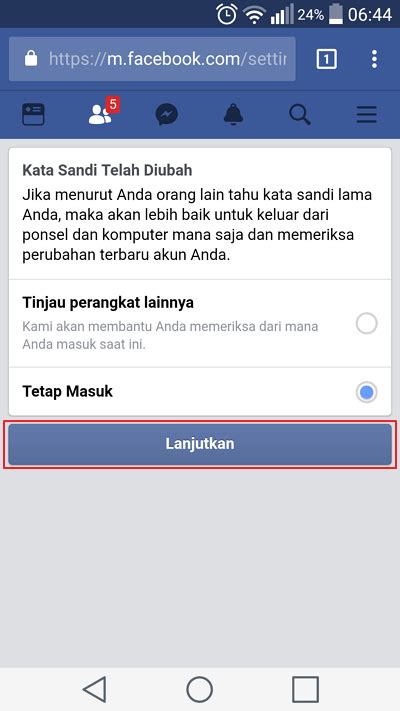 24% 06:44
https://m.facebook.com/settin
1
5
Kata Sandi Telah Diubah
Jika menurut Anda orang lain tahu kata sandi lama
Anda, maka akan lebih baik untuk keluar dari
ponsel dan komputer mana saja dan memeriksa
perubahan terbaru akun Anda.
Tinjau perangkat lainnya
Kami akan membantu Anda memeriksa dari mana
Anda masuk saat ini.
Tetap Masuk
Lanjutkan